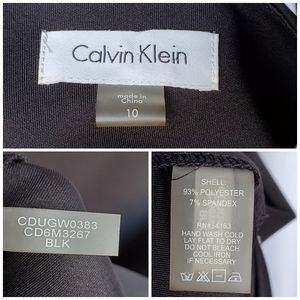 Calvin Klein
made in
China
10
CDUGW0383
CD6M3267
BLK
SHELL:
93% POLYESTER
7% SPANDEX
HAND WASH COLD
LAY FLAT TO DRY
DO NOT BLEACH
COOL IRON
IF NECESSARY